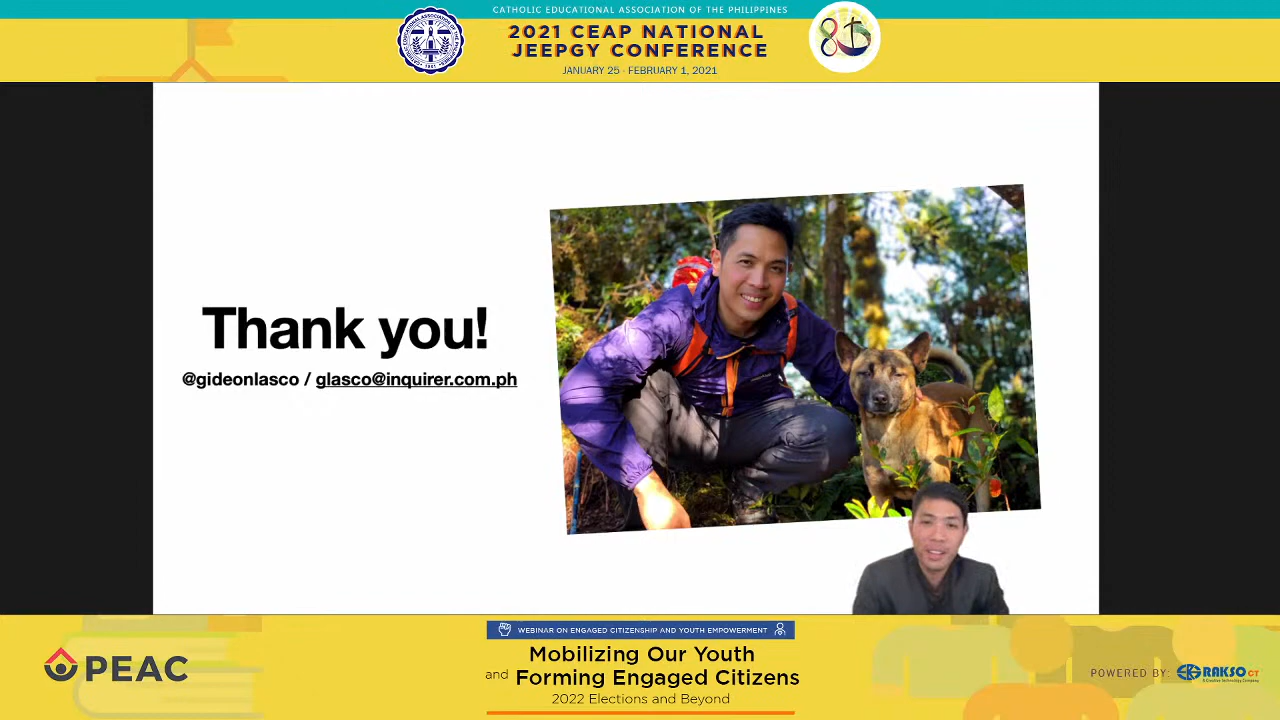 CATHOLIC EDUCATIONAL ASSOCIATION OF THE PHILIPPINES
2021 CEAP NATIONAL
JEEPGY CONFERENCE
JANUARY 25 - FEBRUARY 1, 2021
Thank you!
@gideonlasco / glasco@inquirer.com.ph
WEBINAR ON ENGAGED CITIZENSHIP AND YOUTH EMPOWERMENT
Mobilizing Our Youth
and Forming Engaged Citizens
2022 Elections and Beyond
PEAC
POWERED BY: RAKSO CT